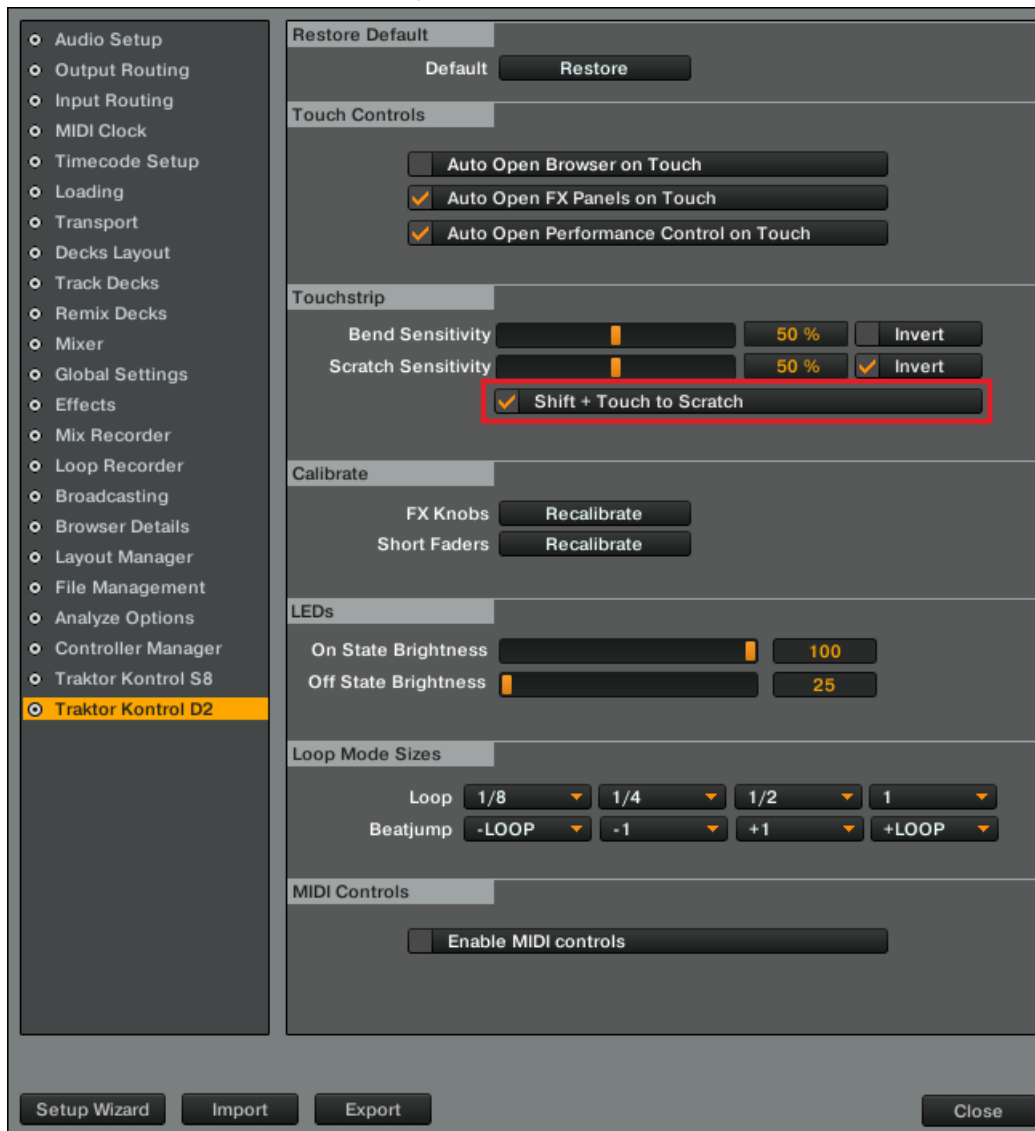 Audio Setup
Output Routing
Input Routing
MIDI Clock
Timecode Setup
Loading
Transport
Decks Layout
Track Decks
Remix Decks
Mixer
Global Settings
Effects
Mix Recorder
Loop Recorder
Broadcasting
Browser Details
Layout Manager
File Management
Analyze Options
Controller Manager
Traktor Kontrol S8
Traktor Kontrol D2
Restore Default
Default Restore
Touch Controls
Auto Open Browser on Touch
Auto Open FX Panels on Touch
Auto Open Performance Control on Touch
Touchstrip
Bend Sensitivity 50 % Invert
Scratch Sensitivity 50 % Invert
Shift + Touch to Scratch
Calibrate
FX Knobs Recalibrate
Short Faders Recalibrate
LEDs
On State Brightness 100
Off State Brightness 25
Loop Mode Sizes
Loop 1/8 1/4 1/2 1
Beatjump -LOOP -1 +1 +LOOP
MIDI Controls
Enable MIDI controls
Setup Wizard Import Export Close